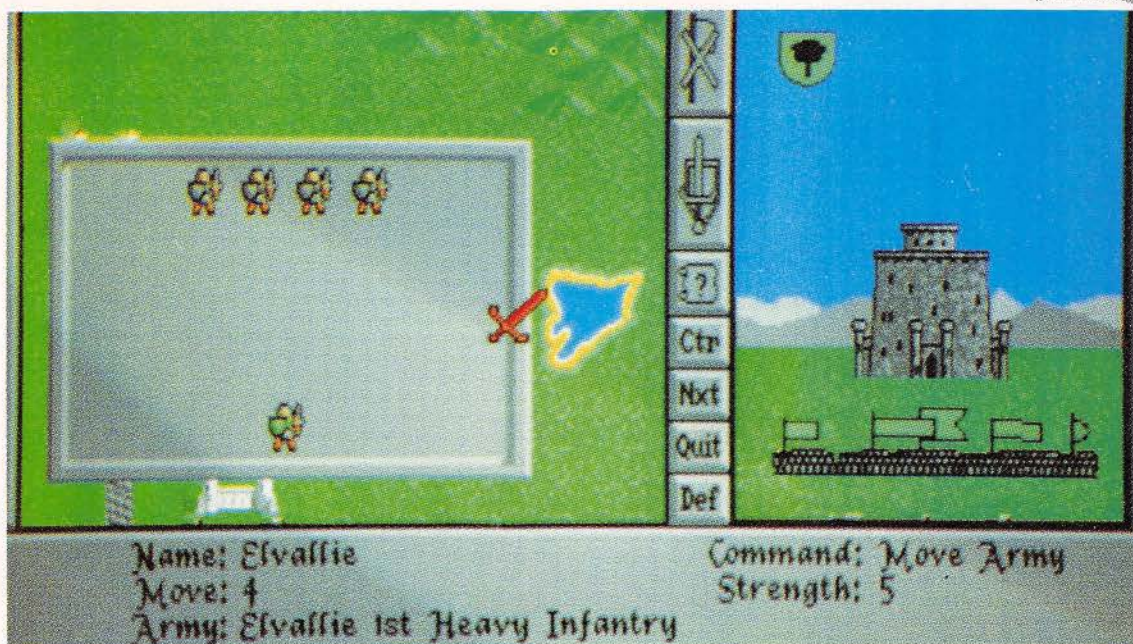 ?
Ctr
Nxt
Quit
Def
Name: Elvallie
Command: Move Army
Move: 4
Strength: 5
Army: Elvallie 1st Heavy Infantry